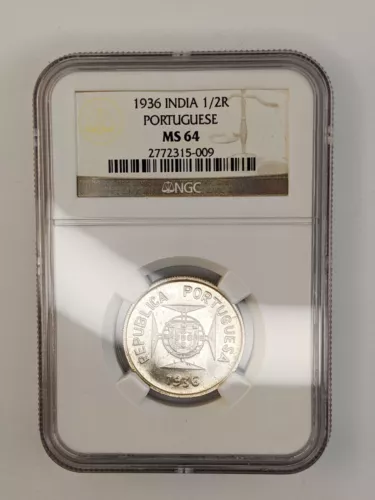 1936 INDIA 1/2R
PORTUGUESE
MS 64
2772315-009
NGC
REPUBLICA PORTUGUESA
1936